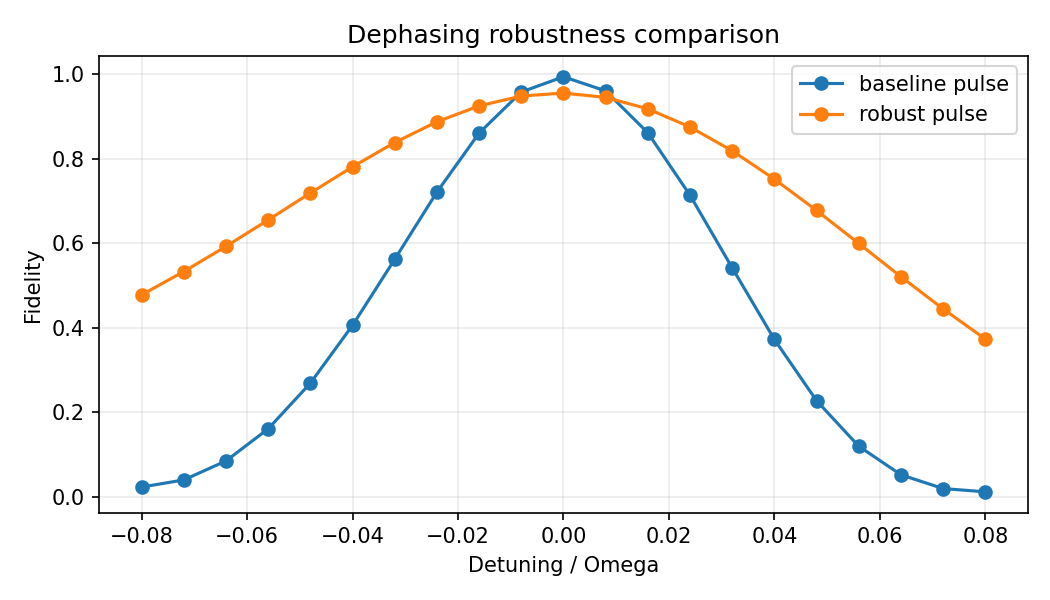 Dephasing robustness comparison
baseline pulse
robust pulse
Fidelity
1.0
0.8
0.6
0.4
0.2
0.0
−0.08 −0.06 −0.04 −0.02 0.00 0.02 0.04 0.06 0.08
Detuning / Omega